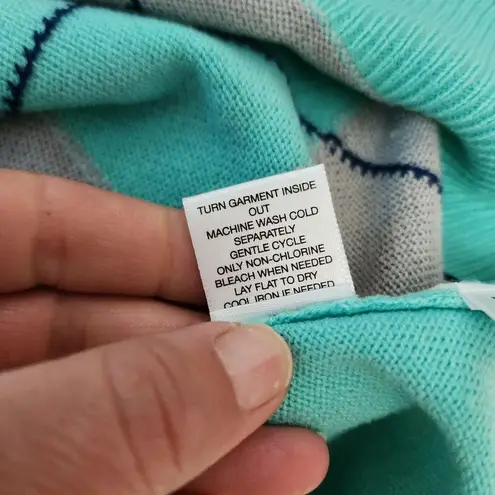 TURN GARMENT INSIDE
OUT
MACHINE WASH COLD
SEPARATELY
GENTLE CYCLE
ONLY NON-CHLORINE
BLEACH WHEN NEEDED
LAY FLAT TO DRY
COOL IRON IF NEEDED